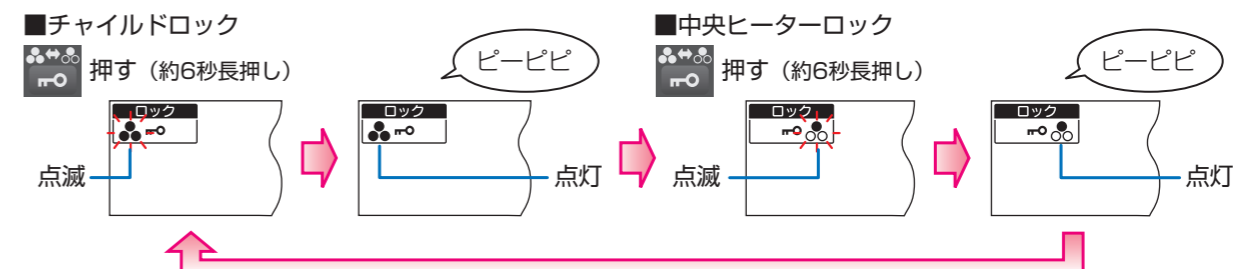 ■チャイルドロック
押す（約6秒長押し）
ピーピピ
ロック
点滅
ロック
点灯
■中央ヒーターロック
押す（約6秒長押し）
ピーピピ
ロック
点滅
ロック
点灯